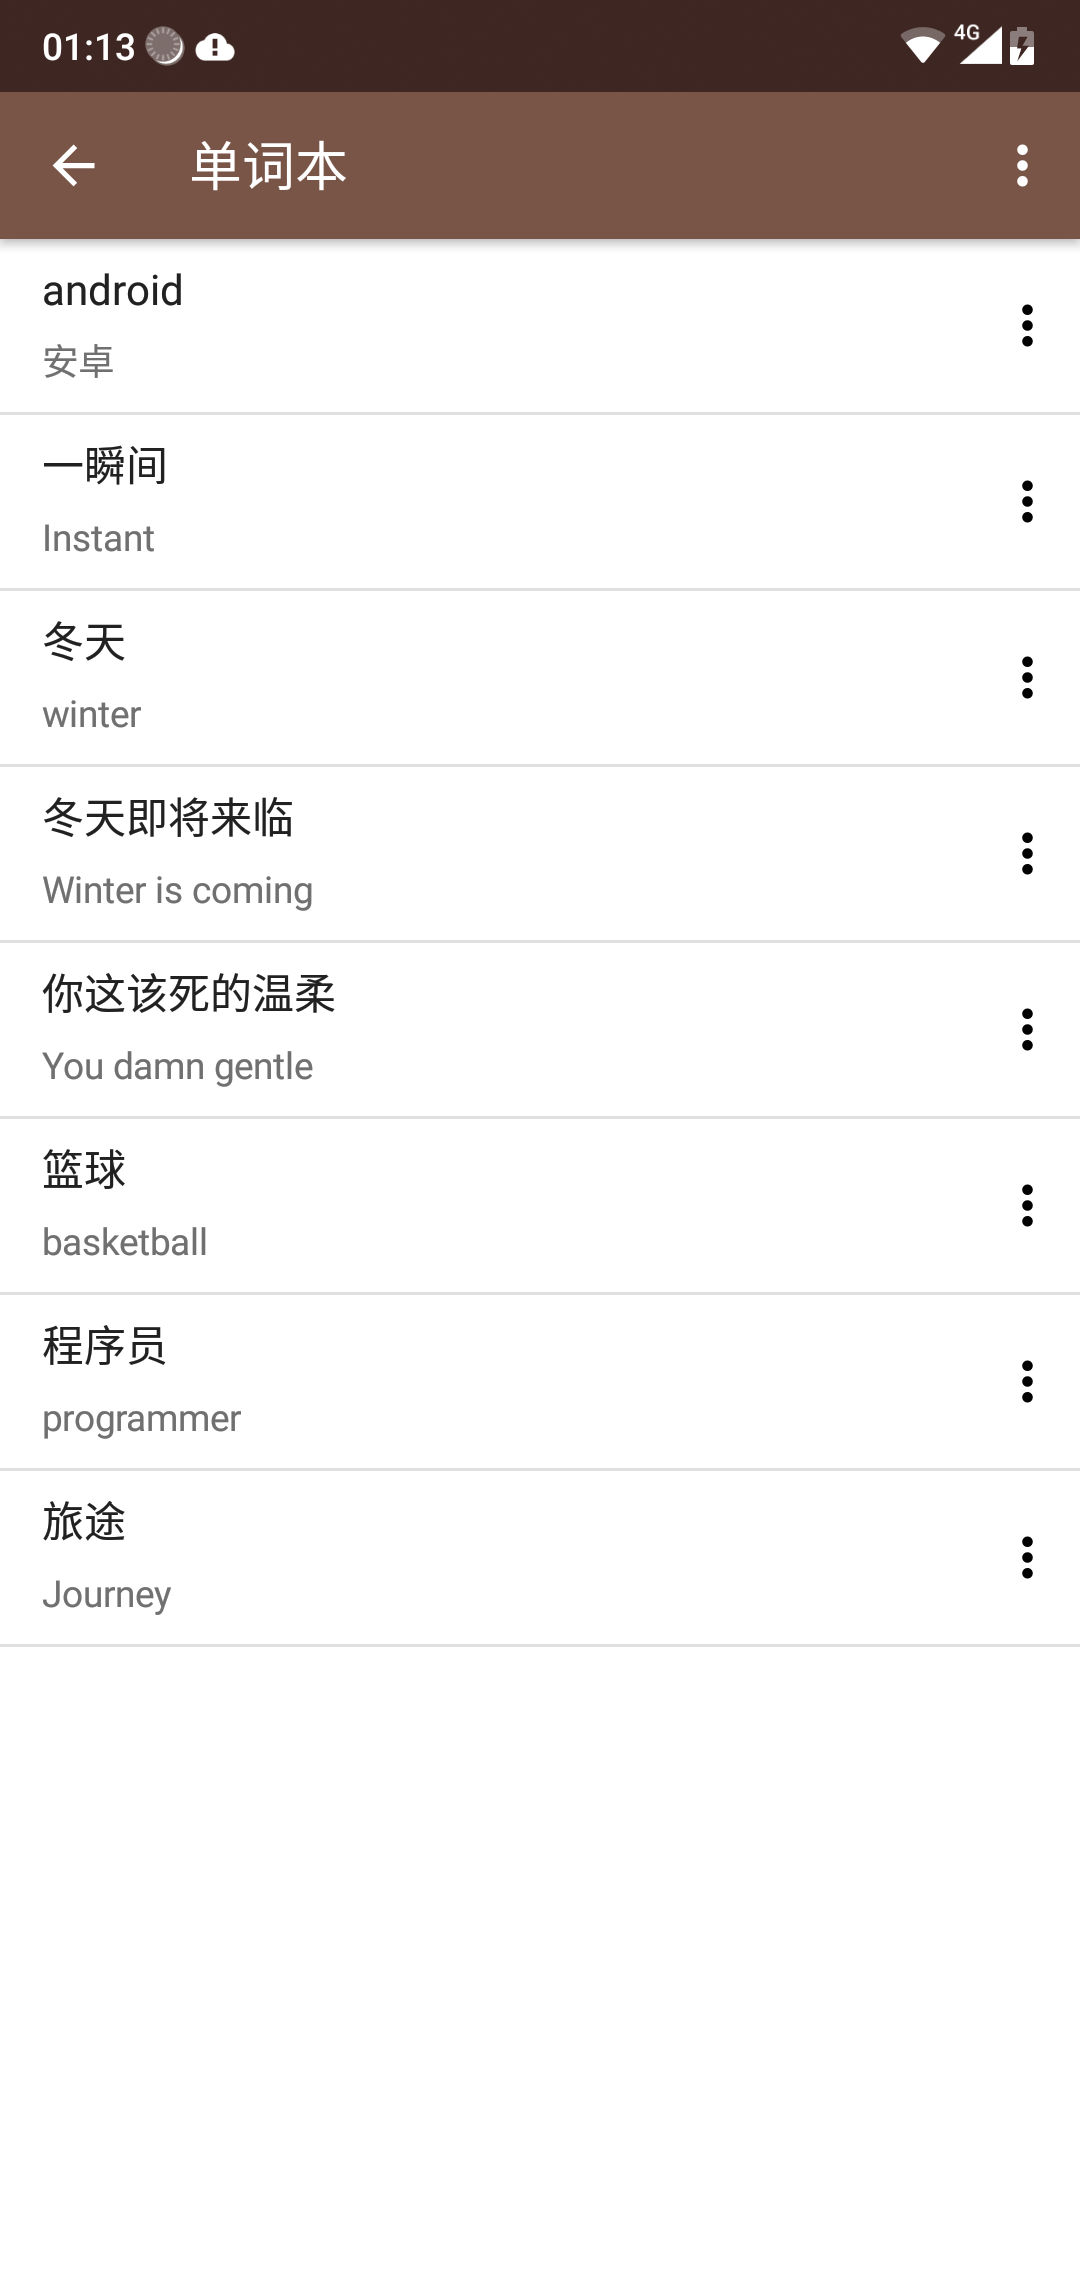 01:13
4G
单词本
android
安卓
一瞬间
Instant
冬天
winter
冬天即将来临
Winter is coming
你这该死的温柔
You damn gentle
篮球
basketball
程序员
programmer
旅途
Journey